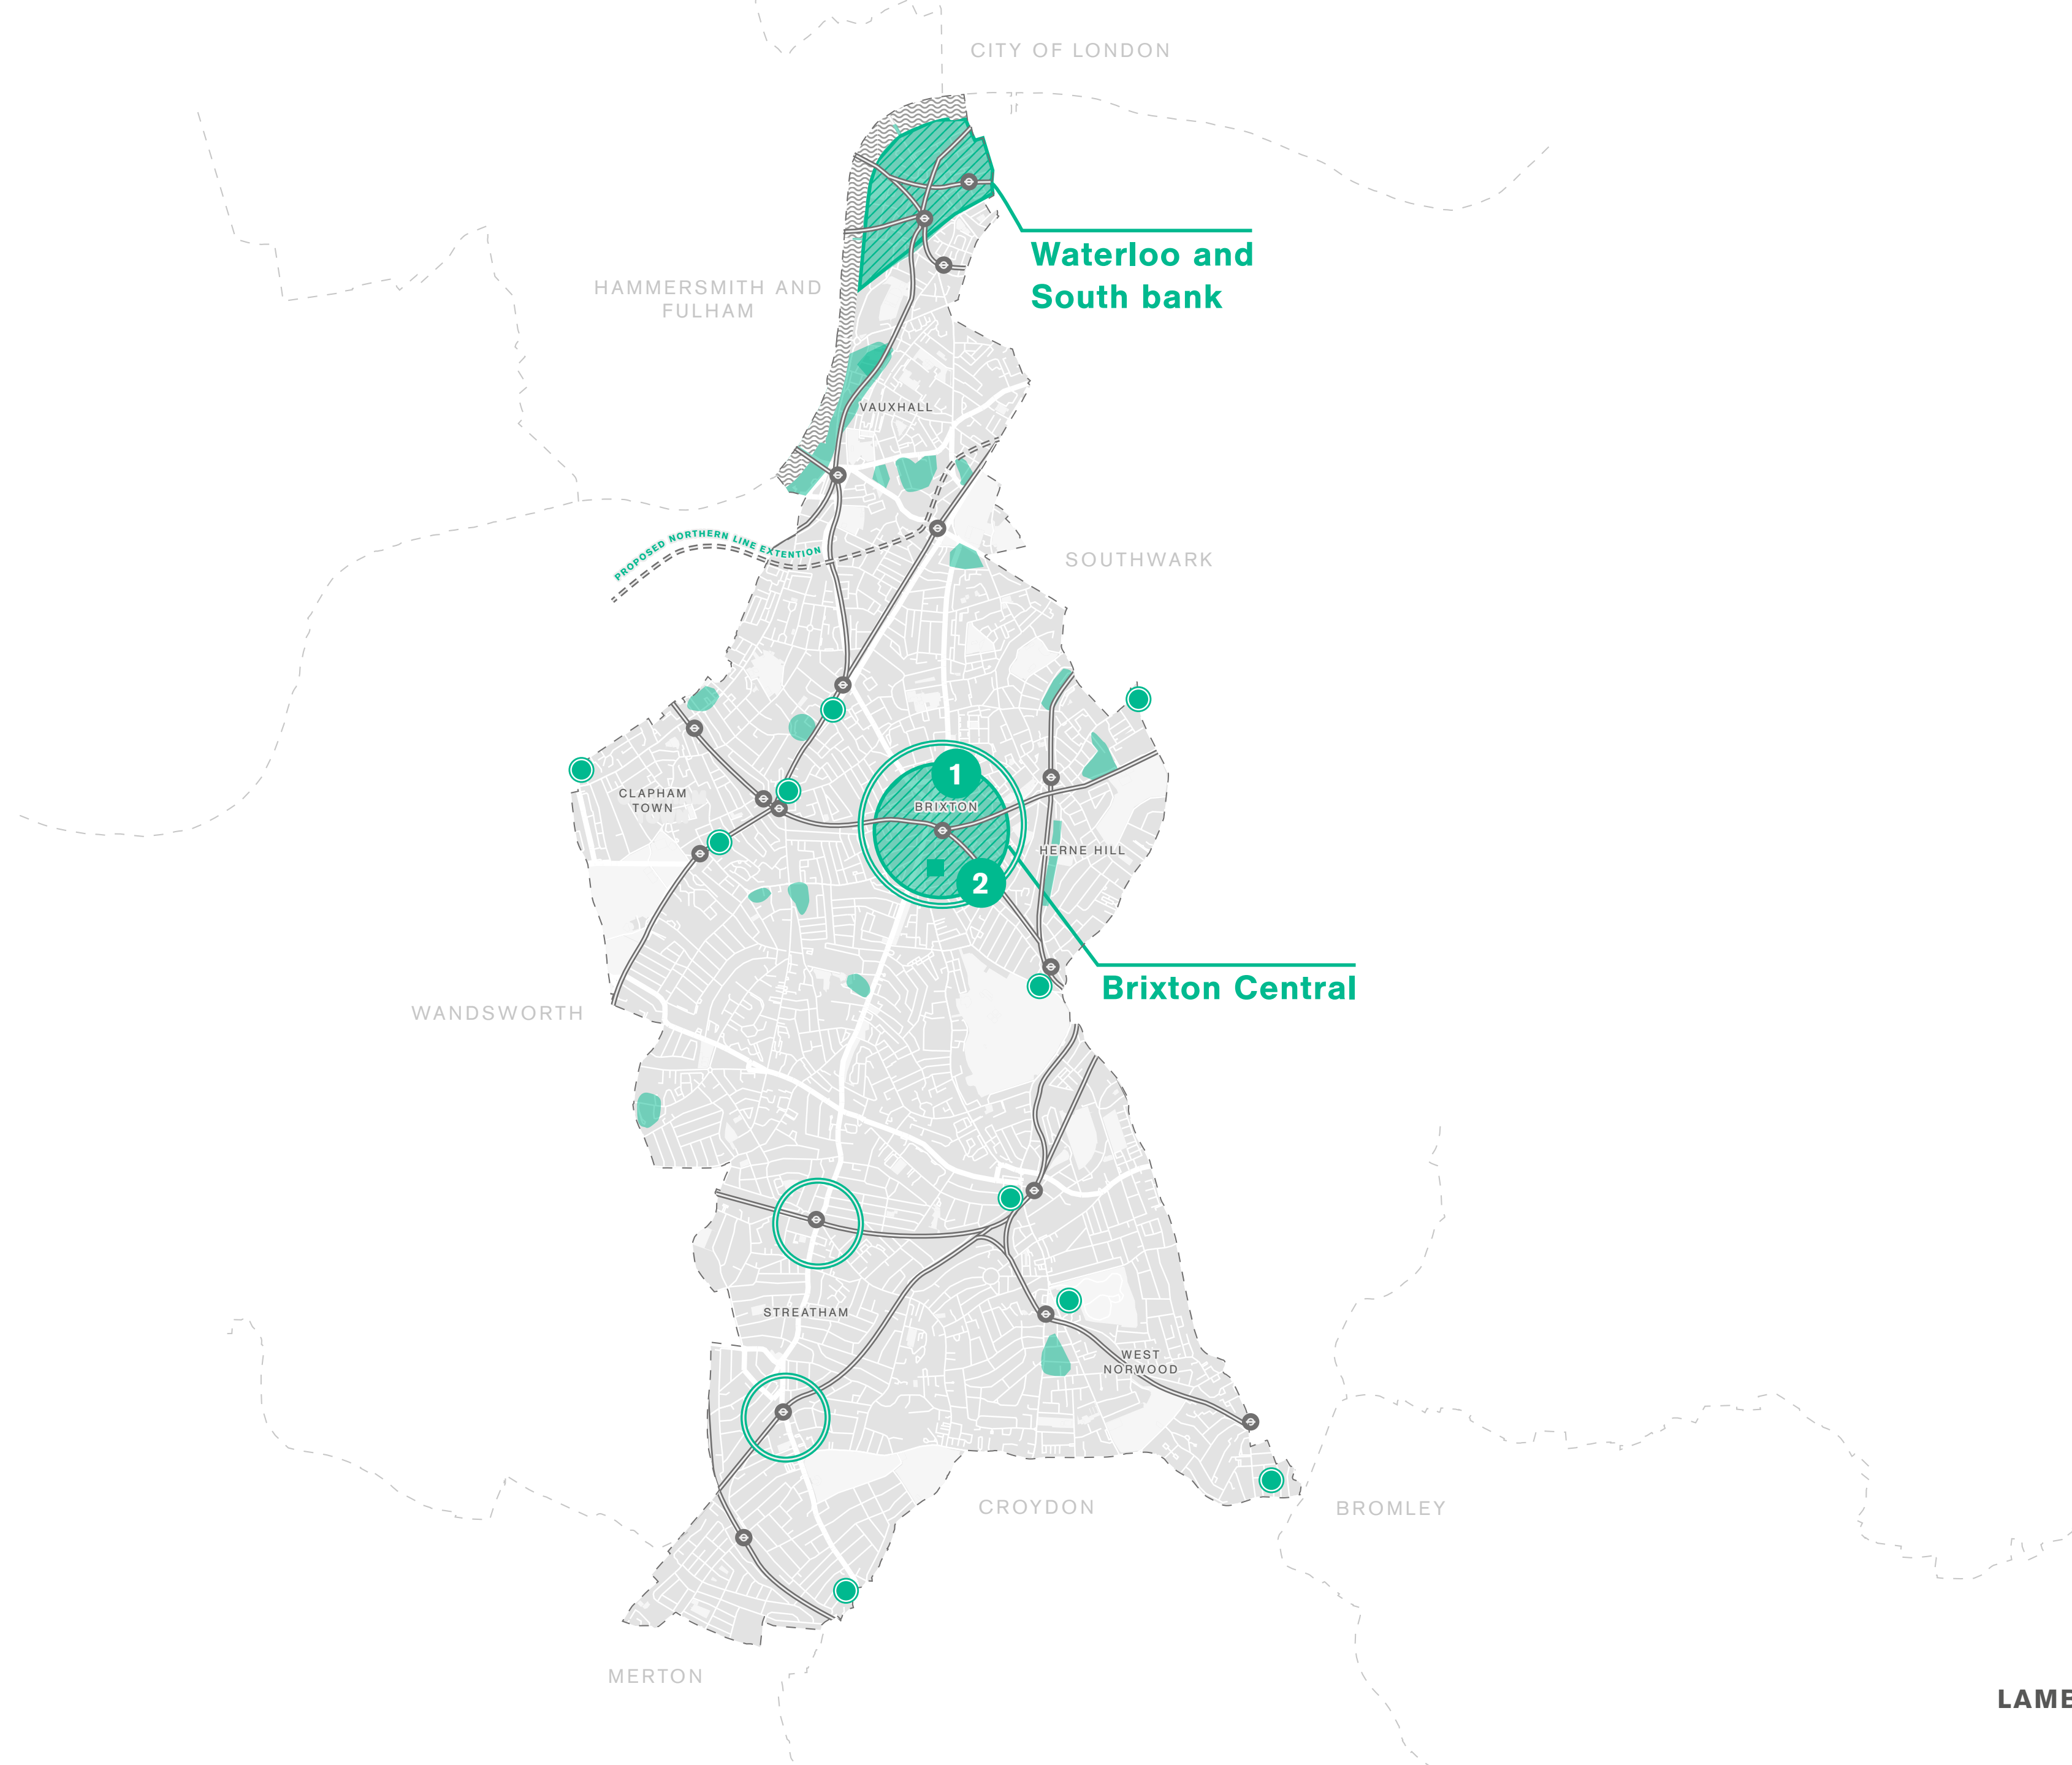 CITY OF LONDON
Waterloo and
South bank
HAMMERSMITH AND
FULHAM
VAUXHALL
PROPOSED NORTHERN LINE EXTENTION
SOUTHWARK
1
CLAPHAM
TOWN
BRIXTON
HERNE HILL
2
Brixton Central
WANDSWORTH
STREATHAM
WEST
NORWOOD
CROYDON
BROMLEY
MERTON
LAMB